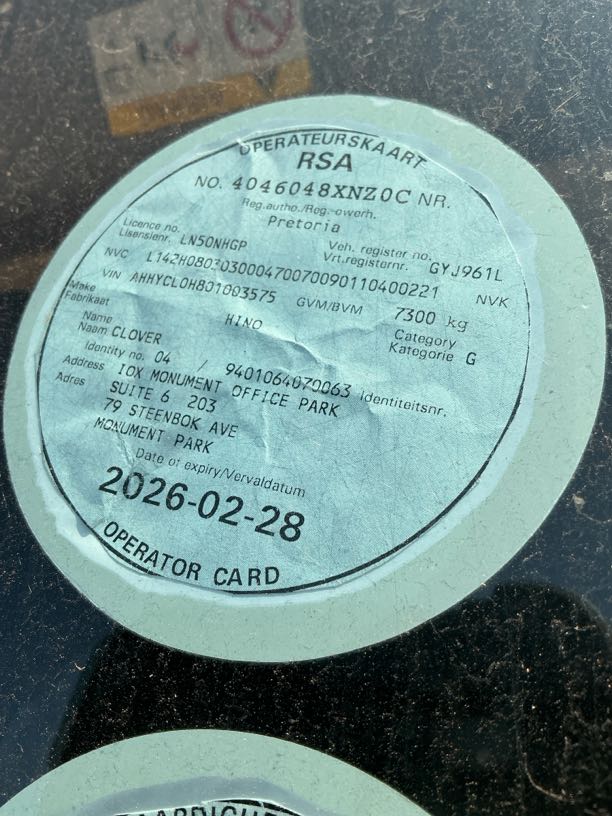 OPERATEURSKAART
RSA
NO. 4046048XNZ0C NR.
Reg.autho./Reg.-owerh.
Pretoria
Licence no. Veh. register no.
Lisensienr. LN50NHGP Vrt.registernr. GYJ961L
NVC L142H0803030004700700901104002​21 NVK
VIN AHHYCL0H801003575 GVM/BVM 7300 kg
Make Category
Fabrikaat HINO Kategorie G
Name
Naam CLOVER
Identity no. 04 / 9401064070063 Identiteitsnr.
Address IOX MONUMENT OFFICE PARK
Adres SUITE 6 203
79 STEENBOK AVE
MONUMENT PARK
Date of expiry/Vervaldatum
2026-02-28
OPERATOR CARD